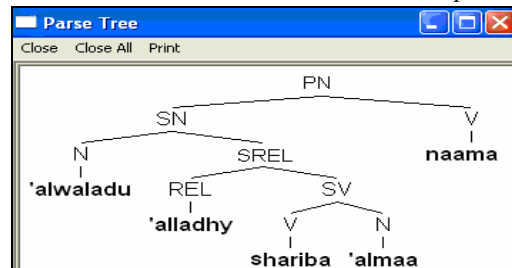 Parse Tree
Close Close All Print
PN
SN V
N SREL naama
'alwaladu REL SV
'alladhy V N
shariba 'almaa